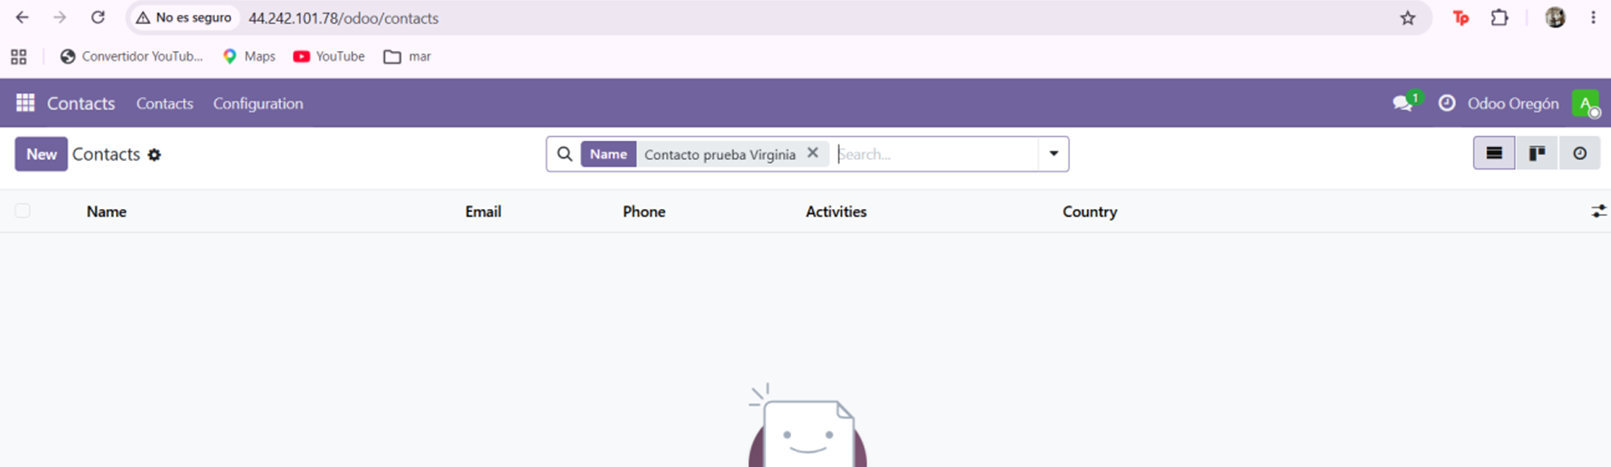 No es seguro 44.242.101.78/odoo/contacts Tp
Convertidor YouTub... Maps YouTube mar
Contacts Contacts Configuration 1 Odoo Oregón A
New Contacts Name Contacto prueba Virginia Search...
Name Email Phone Activities Country